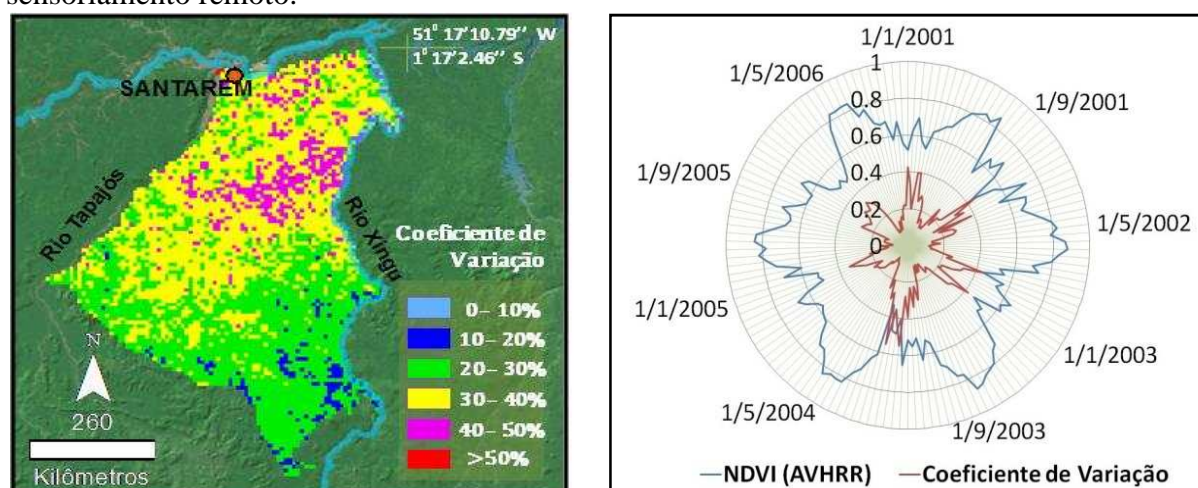 sensoriamento remoto.
51° 17'10.79'' W
1° 17'2.46'' S
SANTARÉM
Rio Tapajós
Rio Xingu
Coeficiente de
Variação
0 – 10%
10 – 20%
20 – 30%
30 – 40%
40 – 50%
>50%
N
260
Kilômetros
1/1/2001
1/9/2001
1/5/2002
1/1/2003
1/9/2003
1/5/2004
1/1/2005
1/9/2005
1/5/2006
1
0.8
0.6
0.4
0.2
0
NDVI (AVHRR)
Coeficiente de Variação